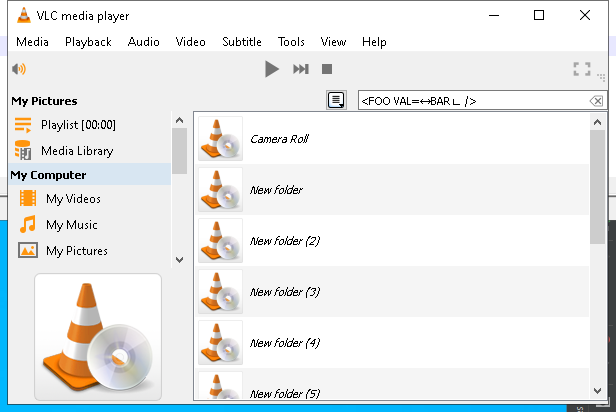 VLC media player
Media Playback Audio Video Subtitle Tools View Help
My Pictures
<FOO VAL=↔BAR∟ />
Playlist [00:00]
Media Library
My Computer
My Videos
My Music
My Pictures
Camera Roll
New folder
New folder (2)
New folder (3)
New folder (4)
New folder (5)